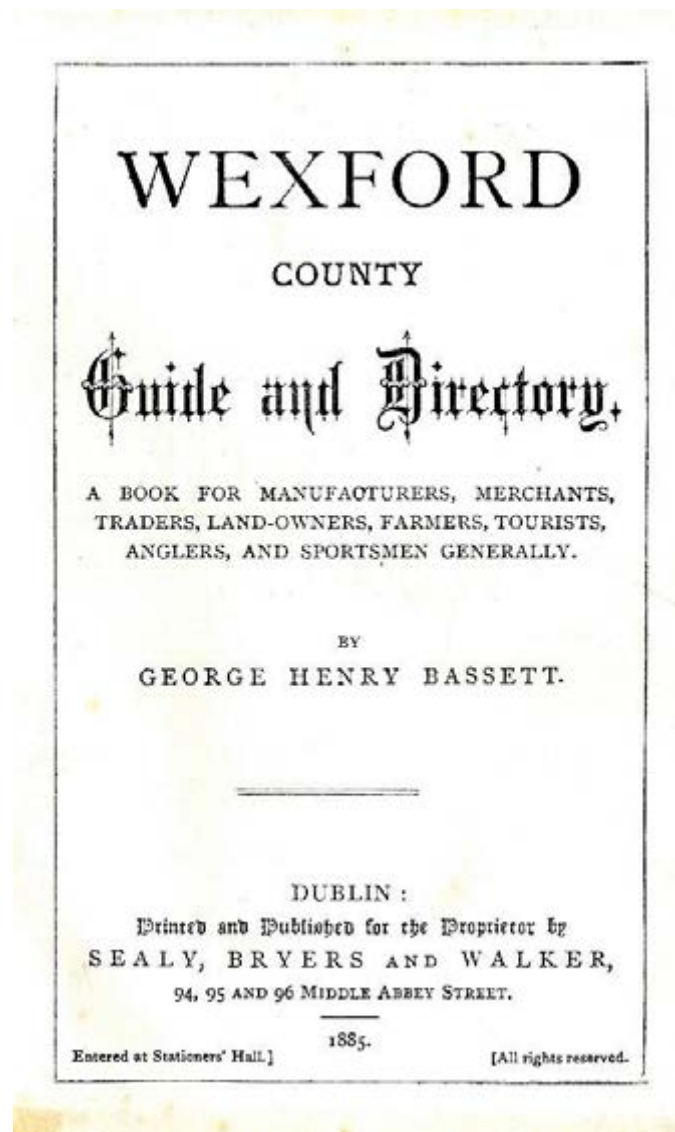 WEXFORD
COUNTY
Guide and Directory.
A BOOK FOR MANUFACTURERS, MERCHANTS,
TRADERS, LAND-OWNERS, FARMERS, TOURISTS,
ANGLERS, AND SPORTSMEN GENERALLY.
BY
GEORGE HENRY BASSETT.
DUBLIN :
Printed and Published for the Proprietor by
SEALY, BRYERS AND WALKER,
94, 95 AND 96 MIDDLE ABBEY STREET.
1885.
Entered at Stationers' Hall.] [All rights reserved.